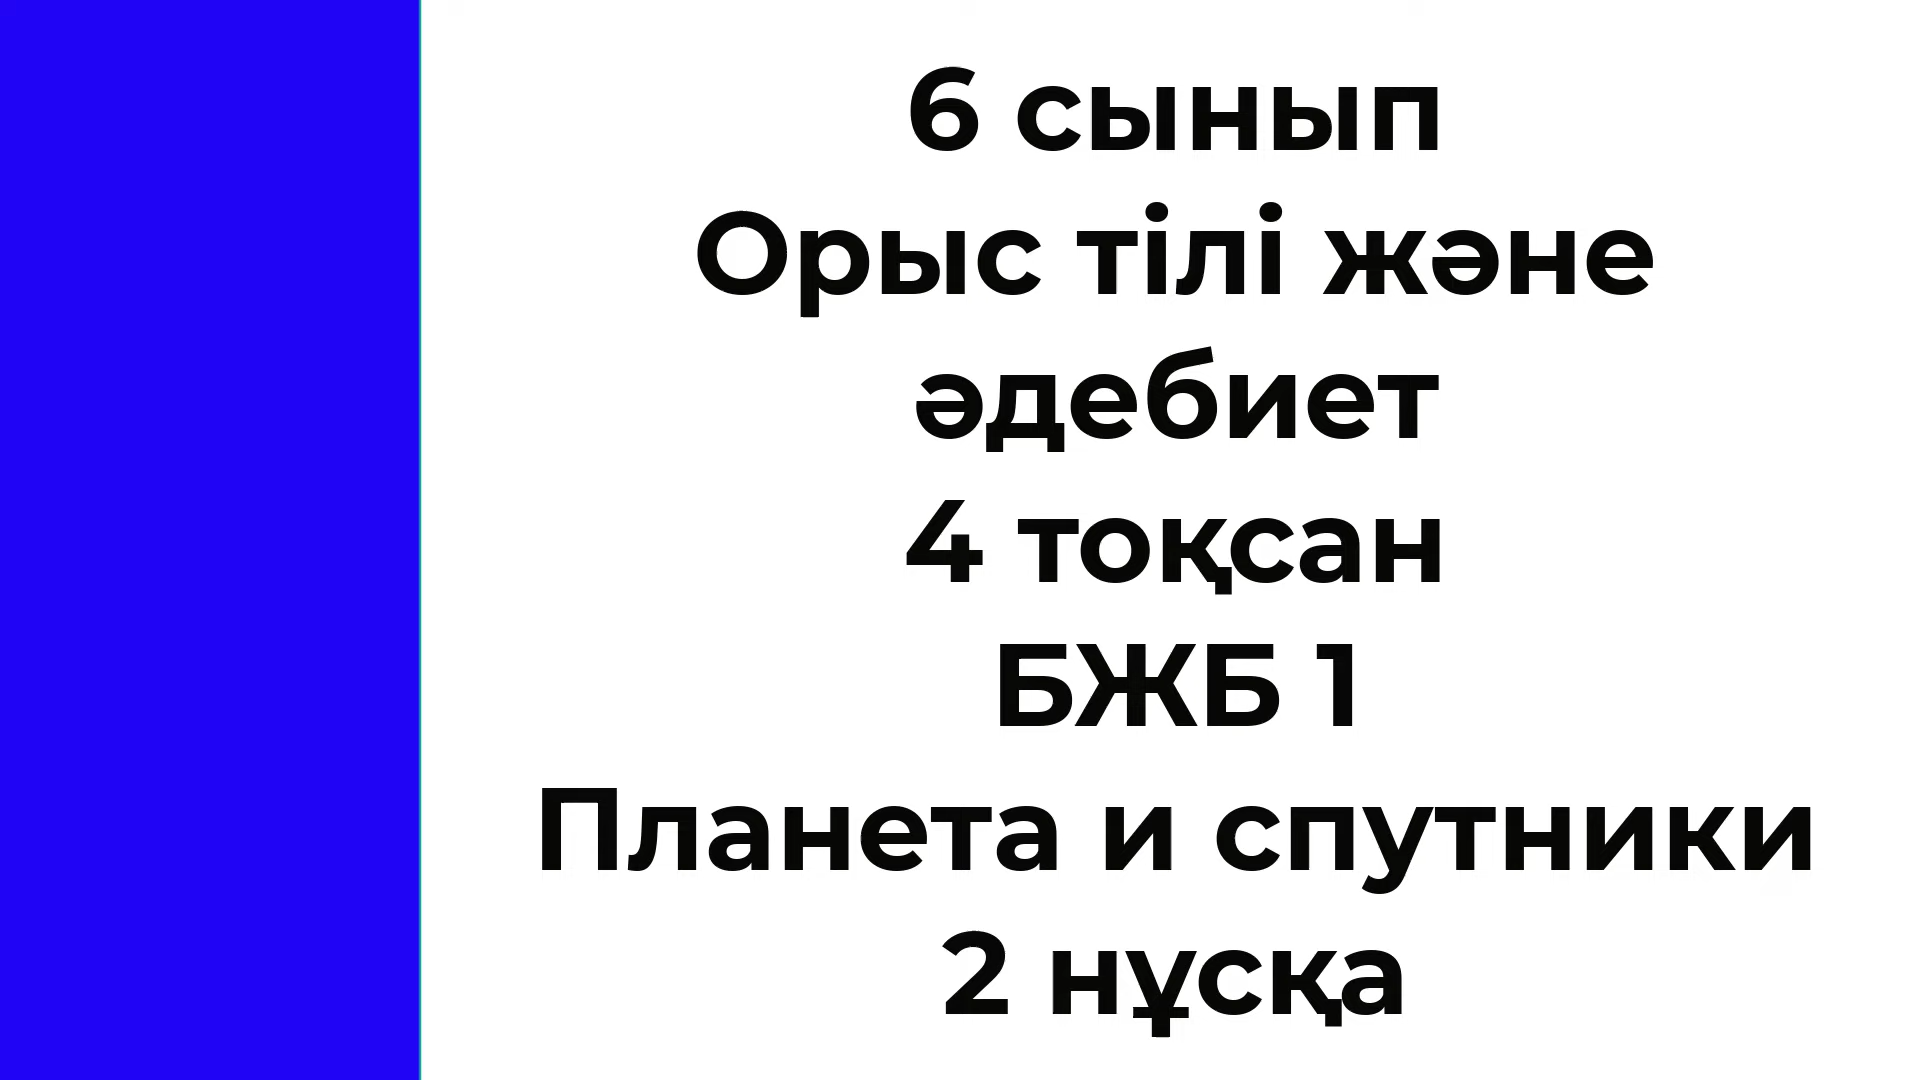 6 сынып
Орыс тілі және
әдебиет
4 тоқсан
БЖБ 1
Планета и спутники
2 нұсқа